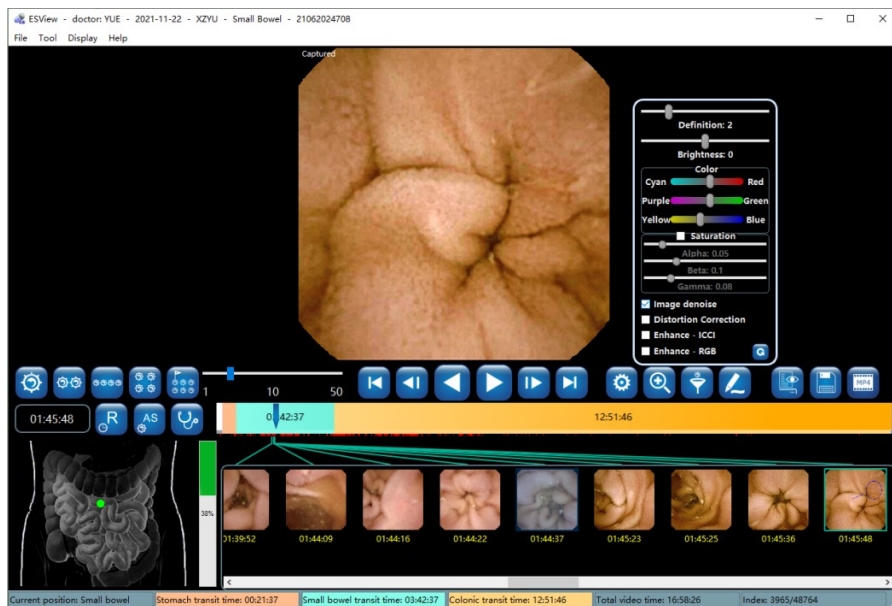 ESView - doctor: YUE - 2021-11-22 - XZYU - Small Bowel - 21062024708
File Tool Display Help
Captured
Definition: 2
Brightness: 0
Color
Cyan Red
Purple Green
Yellow Blue
Saturation
Alpha: 0.05
Beta: 0.1
Gamma: 0.08
Image denoise
Distortion Correction
Enhance - ICCI
Enhance - RGB
1 10 50
MP4
01:45:48 R AS
42:37 12:51:46
38%
01:39:52 01:44:09 01:44:16 01:44:22 01:44:37 01:45:23 01:45:25 01:45:36 01:45:48
Current position: Small bowel Stomach transit time: 00:21:37 Small bowel transit time: 03:42:37 Colonic transit time: 12:51:46 Total video time: 16:58:26 Index: 3965/48764